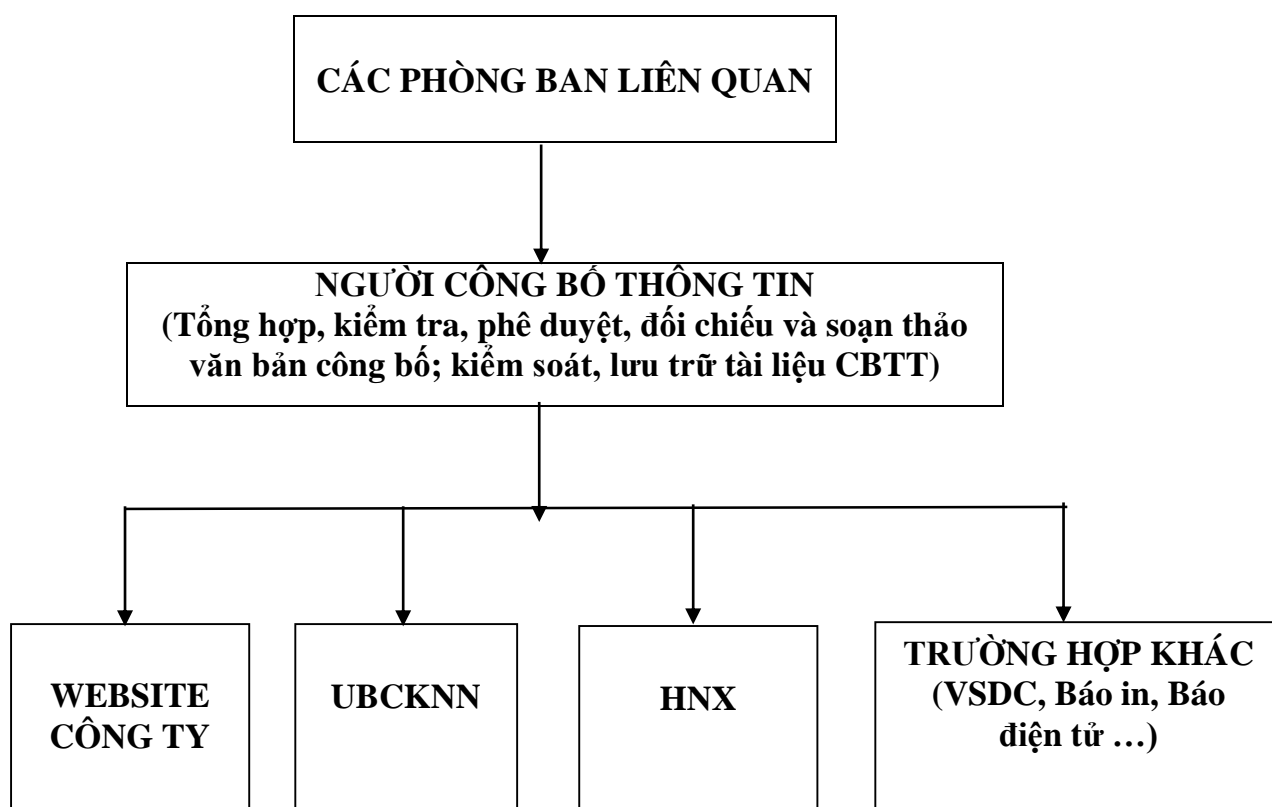 CÁC PHÒNG BAN LIÊN QUAN
NGƯỜI CÔNG BỐ THÔNG TIN
(Tổng hợp, kiểm tra, phê duyệt, đối chiếu và soạn thảo
văn bản công bố; kiểm soát, lưu trữ tài liệu CBTT)
WEBSITE
CÔNG TY
UBCKNN
HNX
TRƯỜNG HỢP KHÁC
(VSDC, Báo in, Báo
điện tử …)